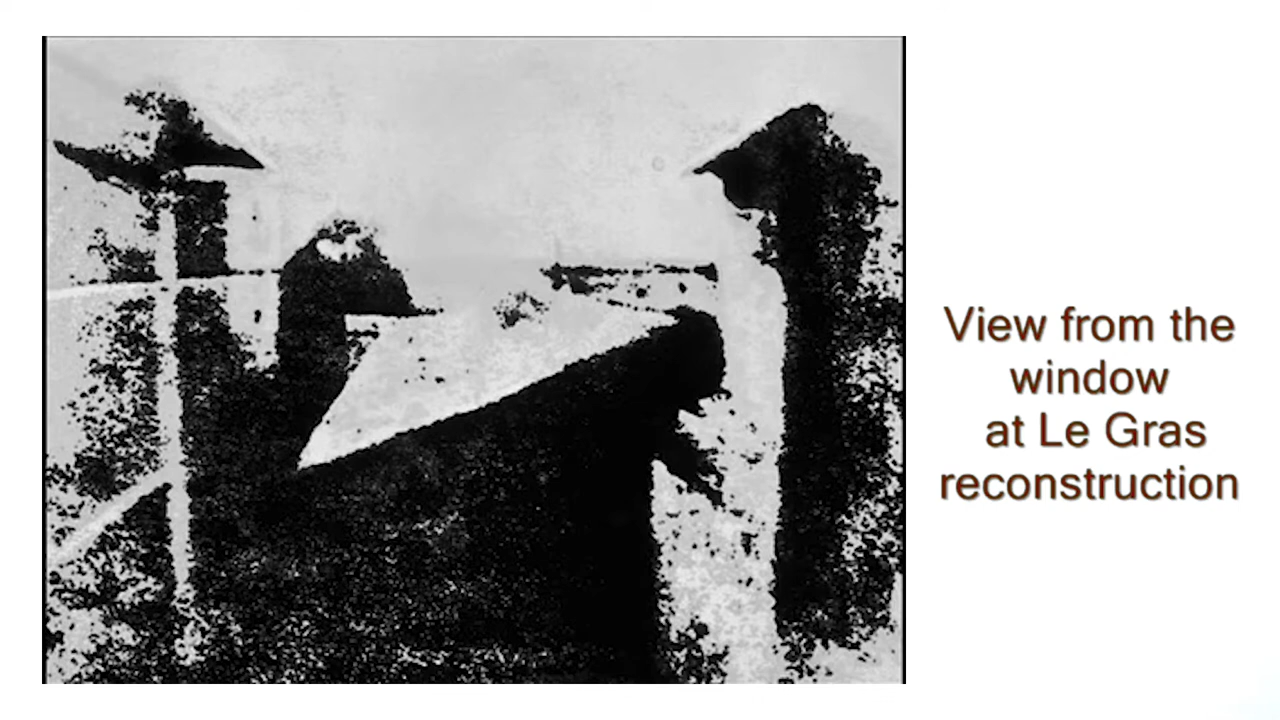 View from the
window
at Le Gras
reconstruction